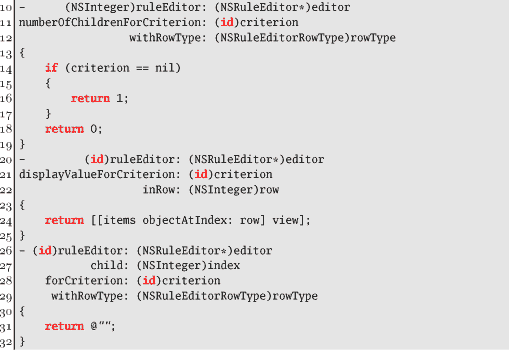 10 -      (NSInteger)ruleEditor: (NSRuleEditor*)editor
11 numberOfChildrenForCriterion: (id)criterion
12                  withRowType: (NSRuleEditorRowType)rowType
13 {
14     if (criterion == nil)
15     {
16         return 1;
17     }
18     return 0;
19 }
20 -         (id)ruleEditor: (NSRuleEditor*)editor
21 displayValueForCriterion: (id)criterion
22                    inRow: (NSInteger)row
23 {
24     return [[items objectAtIndex: row] view];
25 }
26 - (id)ruleEditor: (NSRuleEditor*)editor
27            child: (NSInteger)index
28     forCriterion: (id)criterion
29      withRowType: (NSRuleEditorRowType)rowType
30 {
31     return @"";
32 }